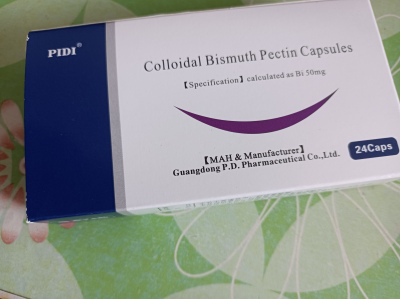 PIDI®
Colloidal Bismuth Pectin Capsules
【Specification】calculated as Bi 50mg
【MAH & Manufacturer】
Guangdong P.D. Pharmaceutical Co.,Ltd.
24Caps